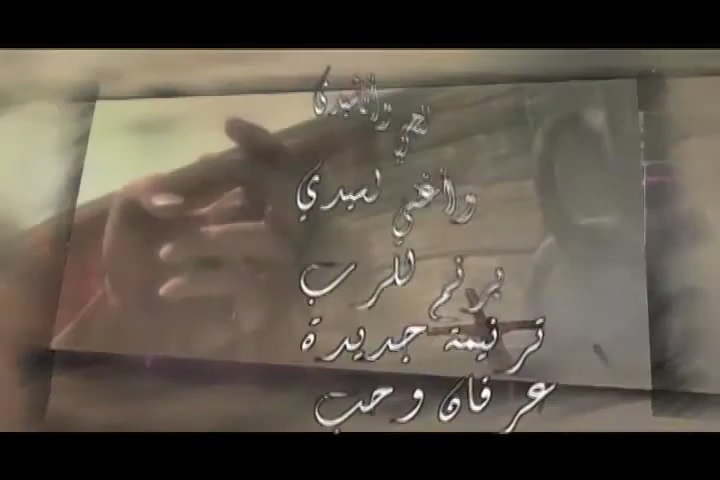 واغني لسيدي
برنم للرب
ترنيمة جديدة
عرفان وحب